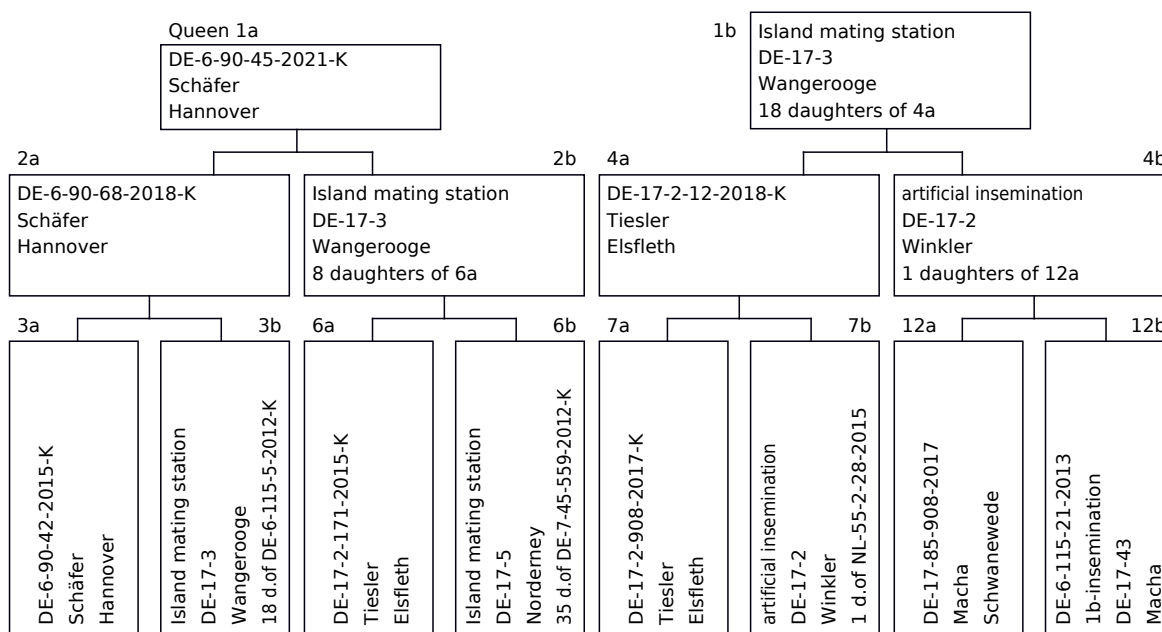 Queen 1a
DE-6-90-45-2021-K
Schäfer
Hannover
1b
Island mating station
DE-17-3
Wangerooge
18 daughters of 4a
2a
DE-6-90-68-2018-K
Schäfer
Hannover
2b
Island mating station
DE-17-3
Wangerooge
8 daughters of 6a
4a
DE-17-2-12-2018-K
Tiesler
Elsfleth
4b
artificial insemination
DE-17-2
Winkler
1 daughters of 12a
3a
DE-6-90-42-2015-K
Schäfer
Hannover
3b
Island mating station
DE-17-3
Wangerooge
18 d.of DE-6-115-5-2012-K
6a
DE-17-2-171-2015-K
Tiesler
Elsfleth
6b
Island mating station
DE-17-5
Norderney
35 d.of DE-7-45-559-2012-K
7a
DE-17-2-908-2017-K
Tiesler
Elsfleth
7b
artificial insemination
DE-17-2
Winkler
1 d.of NL-55-2-28-2015
12a
DE-17-85-908-2017
Macha
Schwanewede
12b
DE-6-115-21-2013
1b-insemination
DE-17-43
Macha